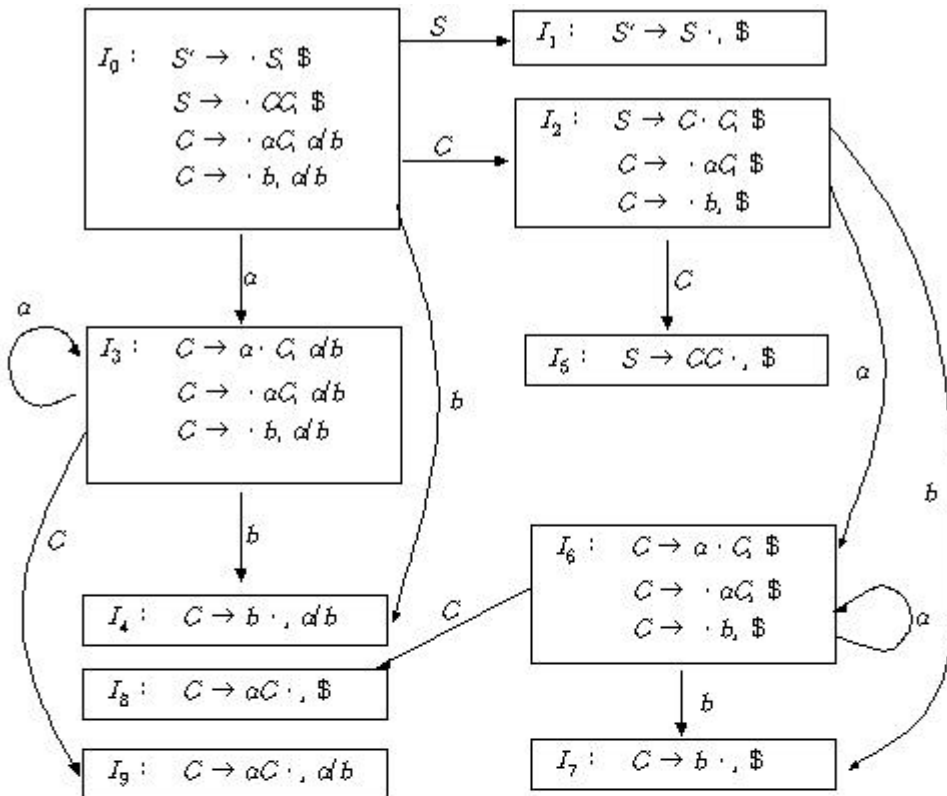 I₀ : S' → · S, $
S → · CC, $
C → · aC, a/b
C → · b, a/b
S
I₁ : S' → S ·, $
C
I₂ : S → C · C, $
C → · aC, $
C → · b, $
a
a
I₃ : C → a · C, a/b
C → · aC, a/b
C → · b, a/b
b
C
I₅ : S → CC ·, $
a
b
C
b
I₆ : C → a · C, $
C → · aC, $
C → · b, $
a
C
I₄ : C → b ·, a/b
I₈ : C → aC ·, $
b
I₉ : C → aC ·, a/b
I₇ : C → b ·, $